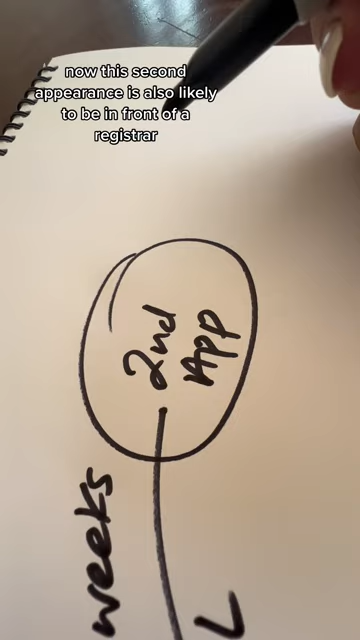 now this second
appearance is also likely
to be in front of a
registrar
2nd
App
weeks
L